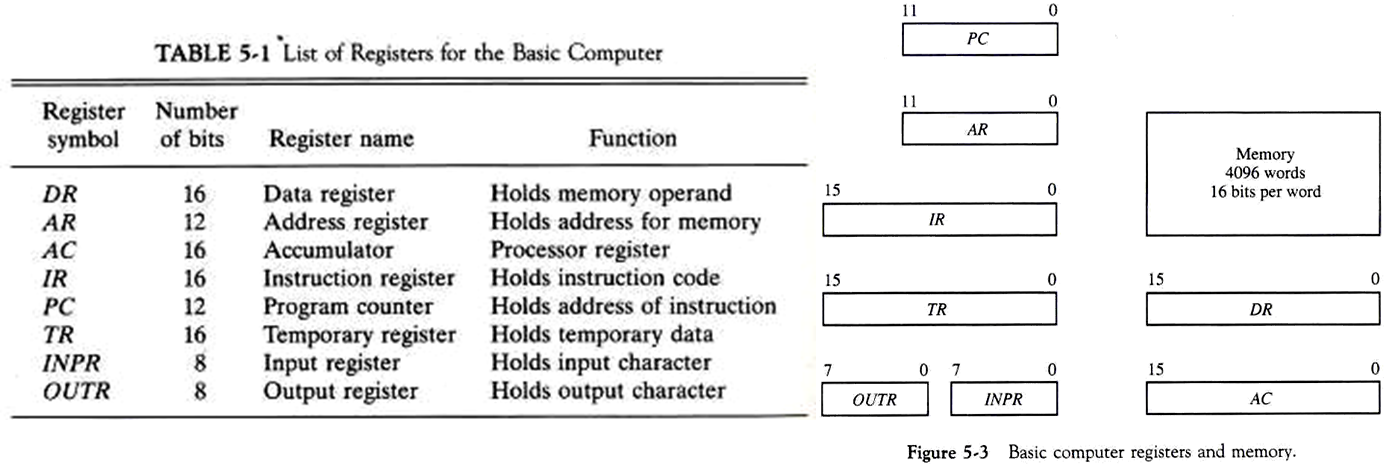 TABLE 5-1 List of Registers for the Basic Computer
Register symbol Number of bits Register name Function
DR 16 Data register Holds memory operand
AR 12 Address register Holds address for memory
AC 16 Accumulator Processor register
IR 16 Instruction register Holds instruction code
PC 12 Program counter Holds address of instruction
TR 16 Temporary register Holds temporary data
INPR 8 Input register Holds input character
OUTR 8 Output register Holds output character
11 0
PC
11 0
AR
15 0
IR
15 0
TR
7 0 7 0
OUTR INPR
Memory
4096 words
16 bits per word
15 0
DR
15 0
AC
Figure 5-3 Basic computer registers and memory.